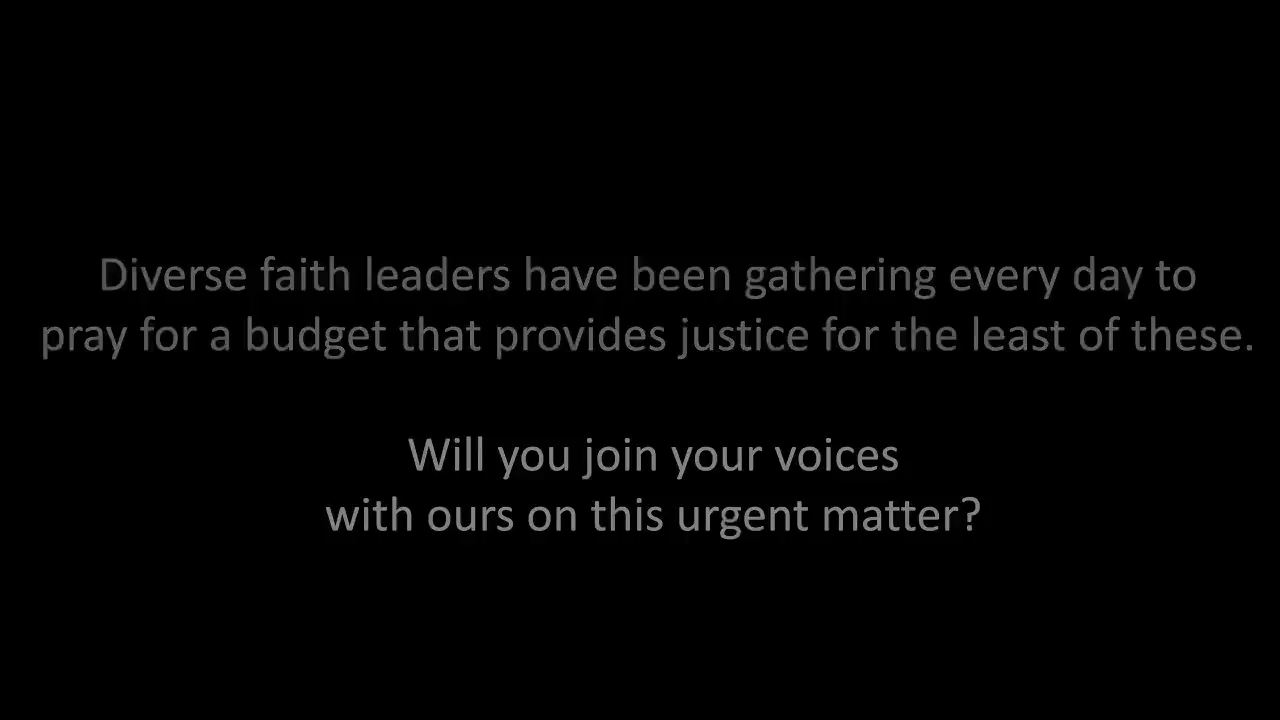 Diverse faith leaders have been gathering every day to
pray for a budget that provides justice for the least of these.
Will you join your voices
with ours on this urgent matter?